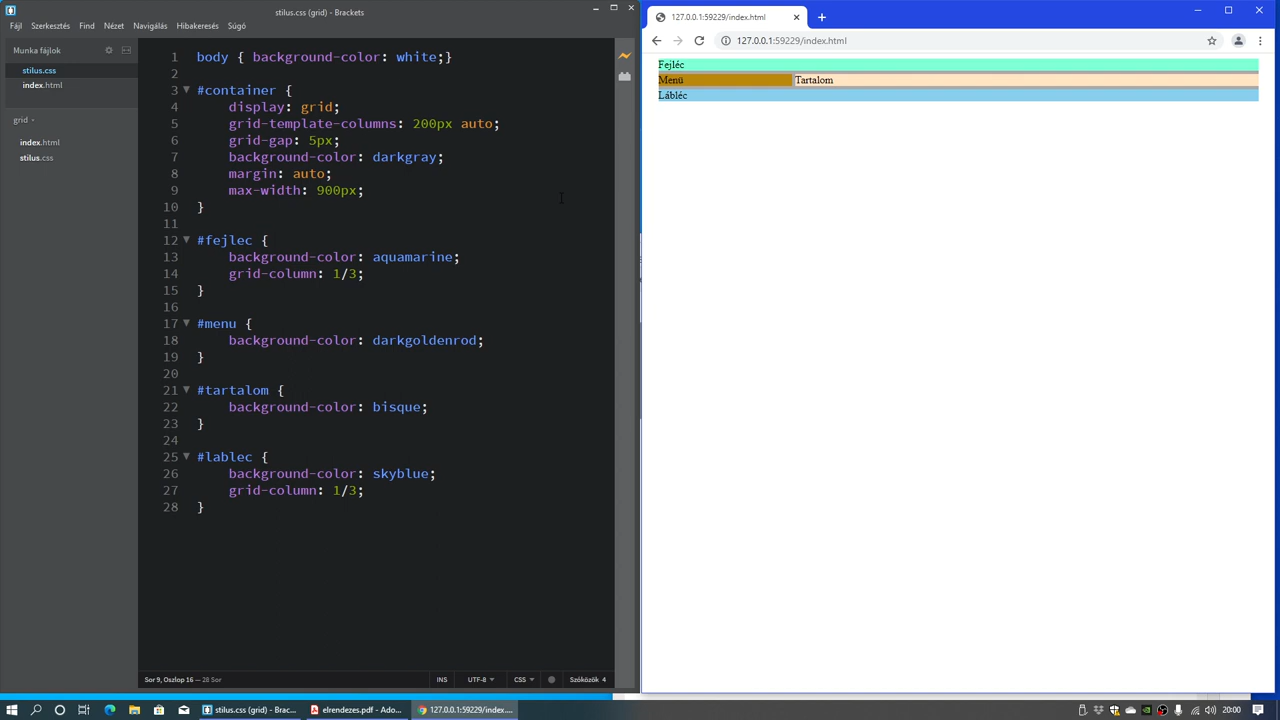 stilus.css (grid) - Brackets
Fájl Szerkesztés Nézet Navigálás Hibakeresés Súgó
Munka fájlok
stilus.css
index.html
grid
index.html
stilus.css
1 body { background-color: white;}
2
3 #container {
4 display: grid;
5 grid-template-columns: 200px auto;
6 grid-gap: 5px;
7 background-color: darkgray;
8 margin: auto;
9 max-width: 900px;
10 }
11
12 #fejlec {
13 background-color: aquamarine;
14 grid-column: 1/3;
15 }
16
17 #menu {
18 background-color: darkgoldenrod;
19 }
20
21 #tartalom {
22 background-color: bisque;
23 }
24
25 #lablec {
26 background-color: skyblue;
27 grid-column: 1/3;
28 }
Sor 9, Oszlop 16 — 28 Sor
INS UTF-8 CSS Szóközök 4
127.0.0.1:59229/index.html
127.0.0.1:59229/index.html
Fejléc
Menü Tartalom
Lábléc
stilus.css (grid) - Brac... elrendezes.pdf - Ado... 127.0.0.1:59229/index.... 20:00